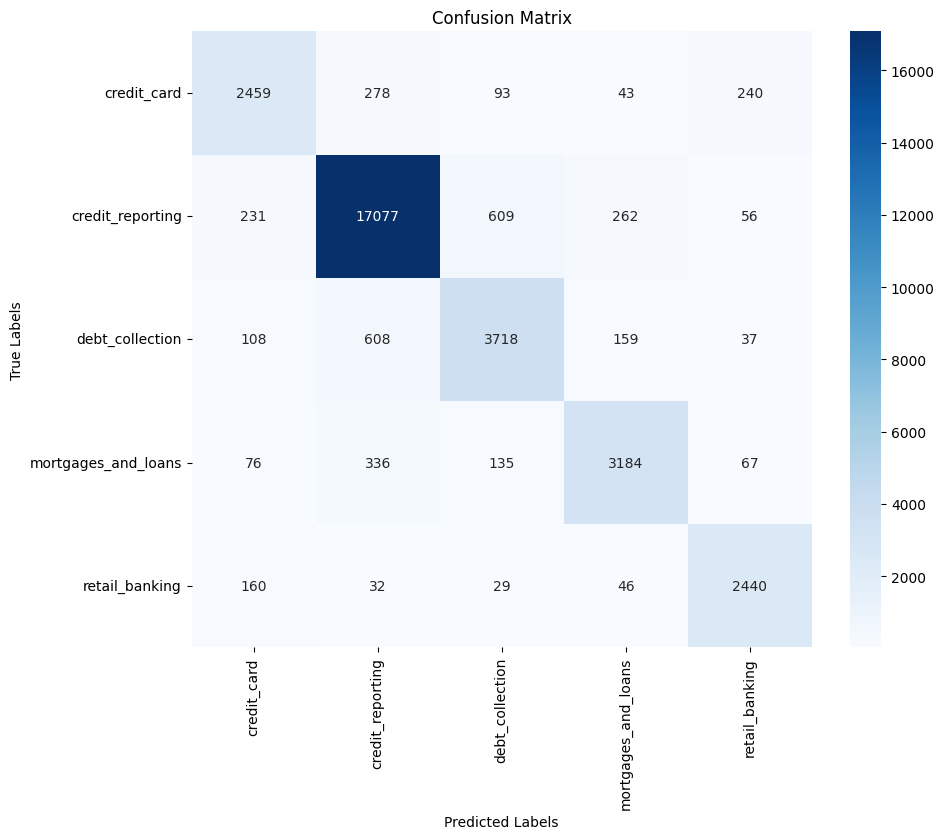 Confusion Matrix
credit_card 2459 278 93 43 240
credit_reporting 231 17077 609 262 56
debt_collection 108 608 3718 159 37
mortgages_and_loans 76 336 135 3184 67
retail_banking 160 32 29 46 2440
True Labels
credit_card credit_reporting debt_collection mortgages_and_loans retail_banking
Predicted Labels
16000
14000
12000
10000
8000
6000
4000
2000